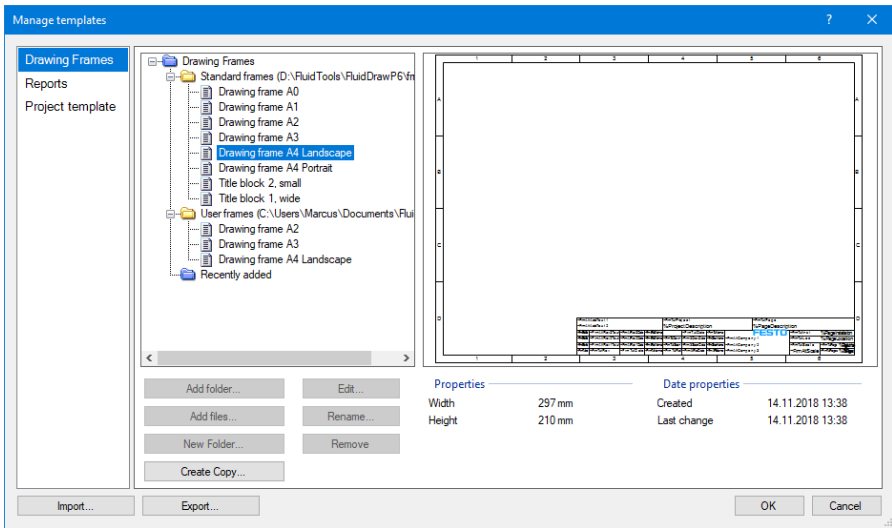 Manage templates
?
Drawing Frames
Reports
Project template
Drawing Frames
Standard frames (D:\FluidTools\FluidDrawP6\frn
Drawing frame A0
Drawing frame A1
Drawing frame A2
Drawing frame A3
Drawing frame A4 Landscape
Drawing frame A4 Portrait
Title block 2, small
Title block 1, wide
User frames (C:\Users\Marcus\Documents\Flui
Drawing frame A2
Drawing frame A3
Drawing frame A4 Landscape
Recently added
1 2 3 4 5 6
A A
B B
C C
D D
%ProjectDescription %PageDescription
FESTO
1 2 3 4 5 6
Add folder... Edit...
Add files... Rename...
New Folder... Remove
Create Copy...
Properties
Width 297 mm
Height 210 mm
Date properties
Created 14.11.2018 13:38
Last change 14.11.2018 13:38
Import... Export... OK Cancel